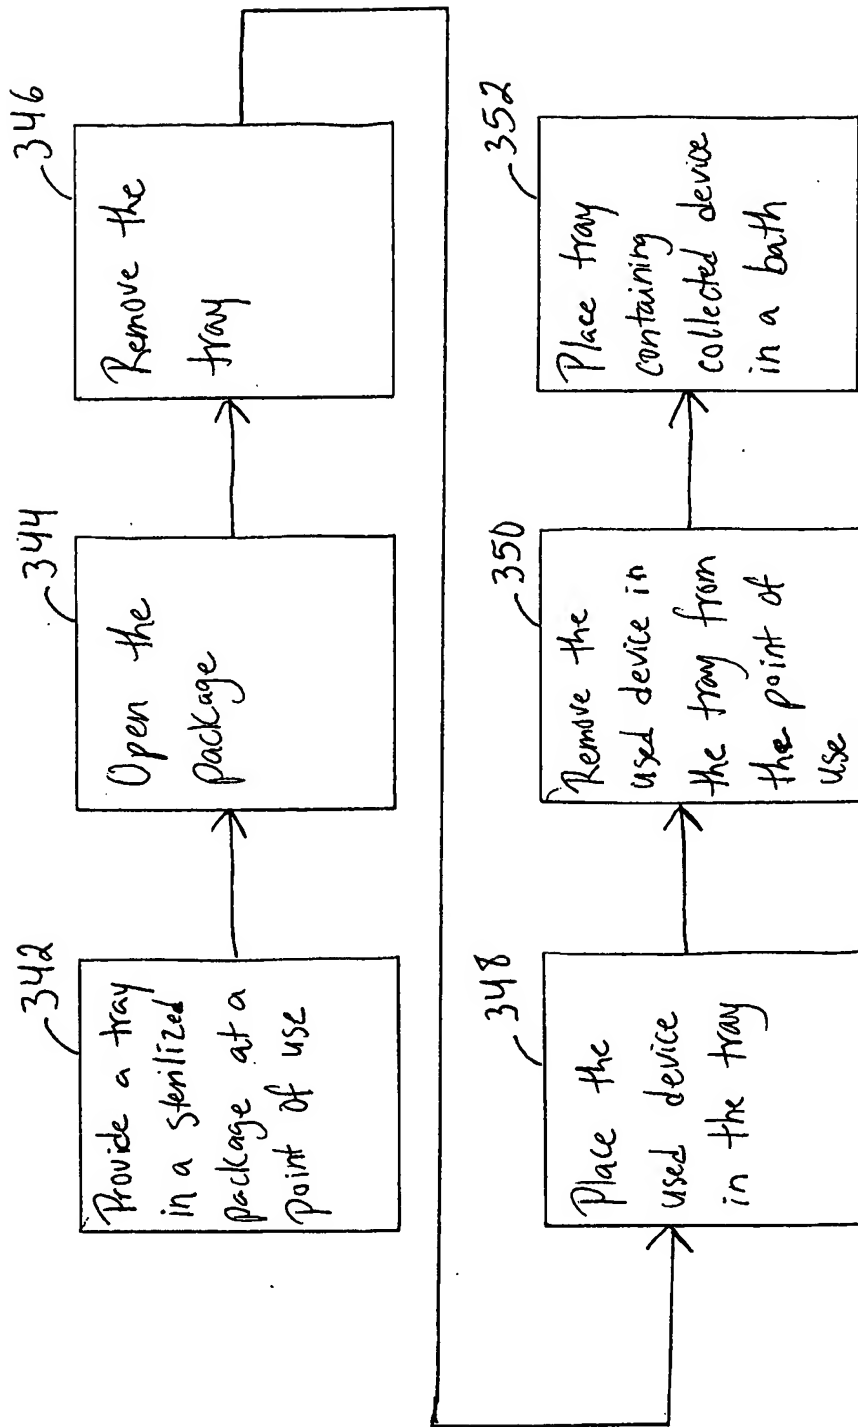 342
Provide a tray
in a sterilized
package at a
point of use
344
Open the
package
346
Remove the
tray
348
Place the
used device
in the tray
350
Remove the
used device in
the tray from
the point of
use
352
Place tray
containing
collected device
in a bath